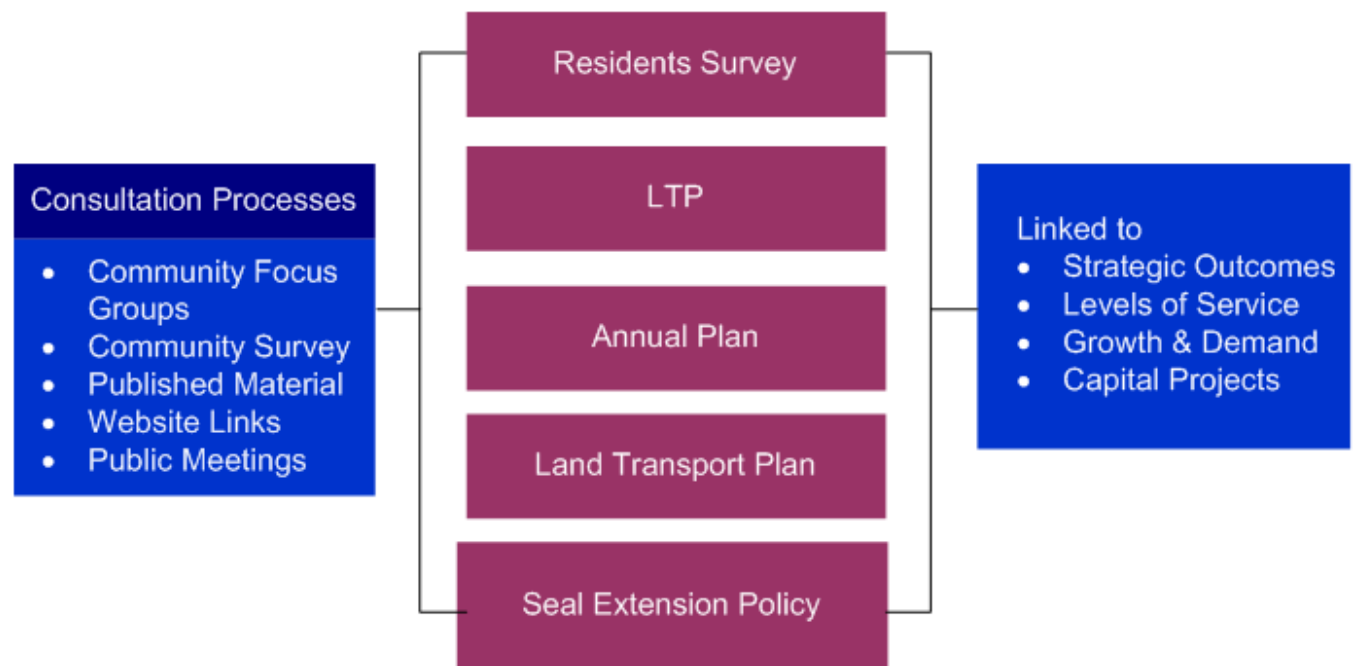 Consultation Processes
• Community Focus
Groups
• Community Survey
• Published Material
• Website Links
• Public Meetings
Residents Survey
LTP
Annual Plan
Land Transport Plan
Seal Extension Policy
Linked to
• Strategic Outcomes
• Levels of Service
• Growth & Demand
• Capital Projects